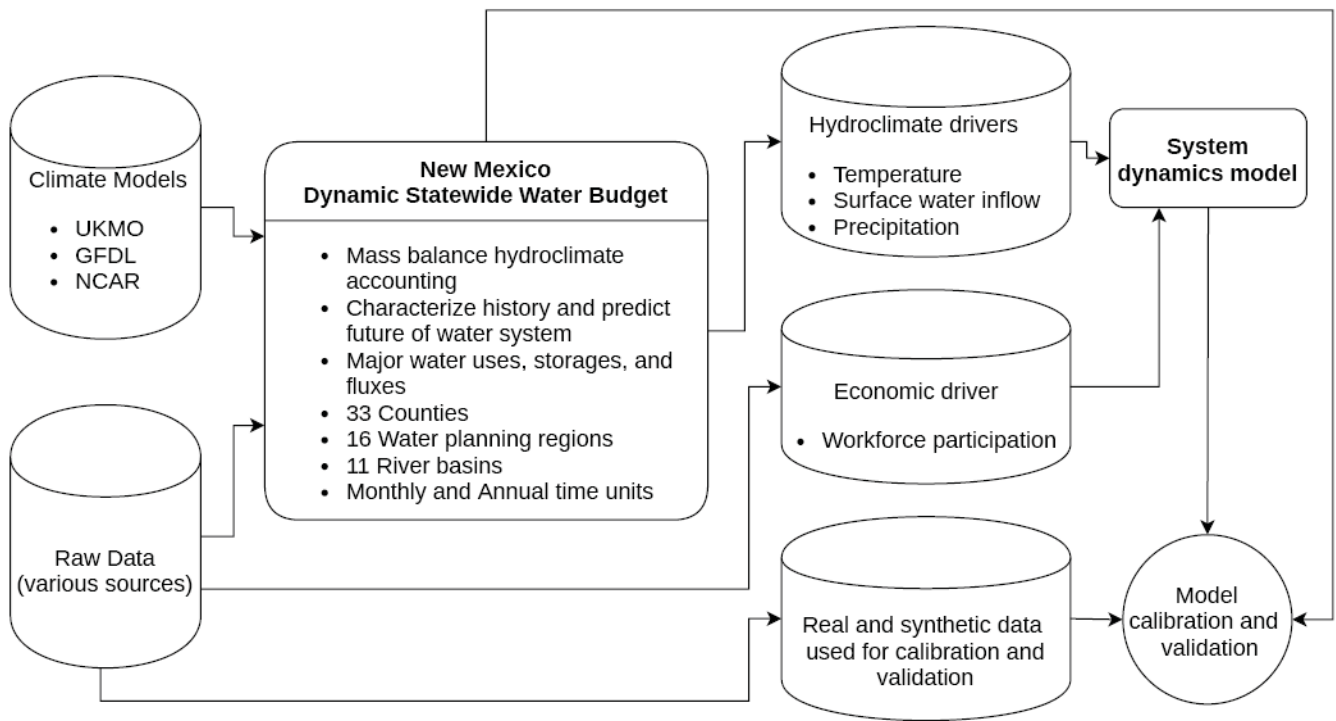 Climate Models
• UKMO
• GFDL
• NCAR
Raw Data
(various sources)
New Mexico
Dynamic Statewide Water Budget
• Mass balance hydroclimate
accounting
• Characterize history and predict
future of water system
• Major water uses, storages, and
fluxes
• 33 Counties
• 16 Water planning regions
• 11 River basins
• Monthly and Annual time units
Hydroclimate drivers
• Temperature
• Surface water inflow
• Precipitation
Economic driver
• Workforce participation
Real and synthetic data
used for calibration and
validation
System
dynamics model
Model
calibration and
validation